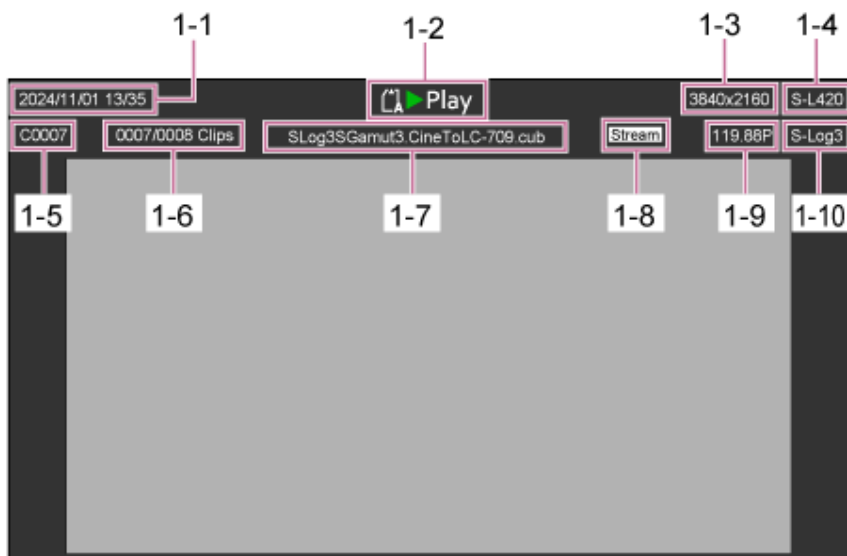 1-1 1-2 1-3 1-4
2024/11/01 13/35 A Play 3840x2160 S-L420
C0007 0007/0008 Clips SLog3SGamut3.CineToLC-709.cub Stream 119.88P S-Log3
1-5 1-6 1-7 1-8 1-9 1-10